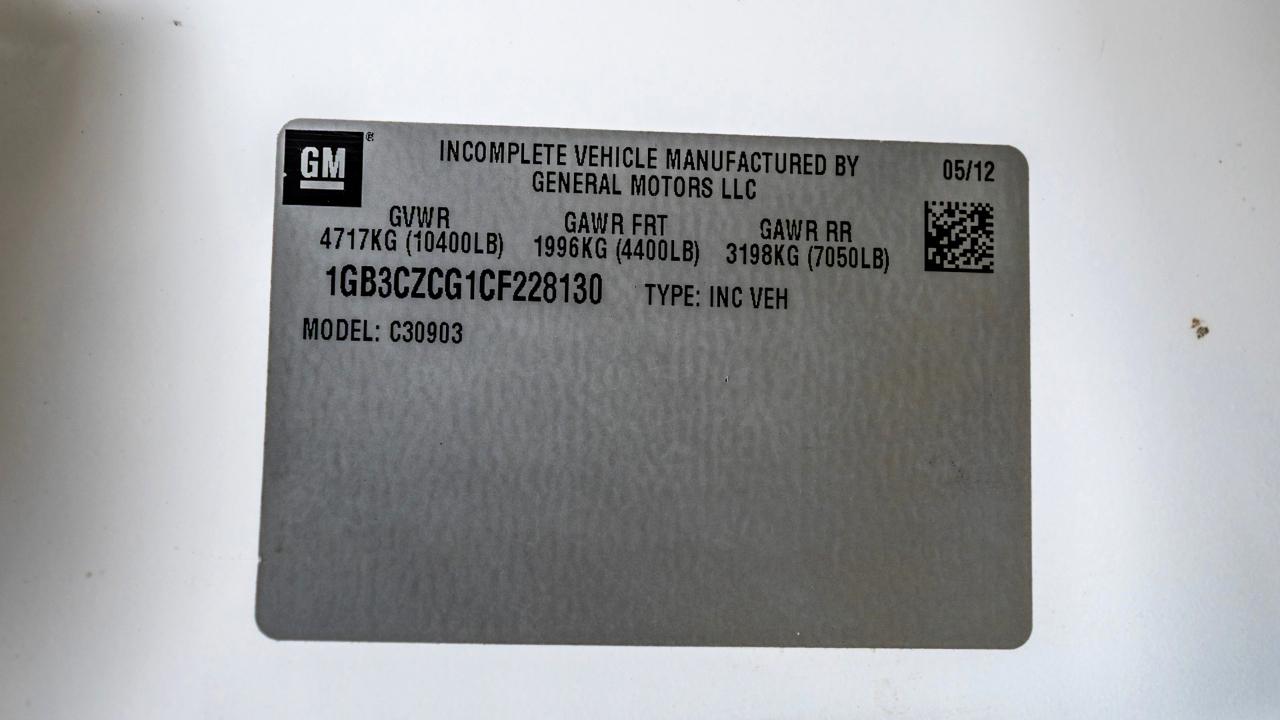 GM®
INCOMPLETE VEHICLE MANUFACTURED BY
GENERAL MOTORS LLC
05/12
GVWR GAWR FRT GAWR RR
4717KG (10400LB) 1996KG (4400LB) 3198KG (7050LB)
1GB3CZCG1CF228130 TYPE: INC VEH
MODEL: C30903